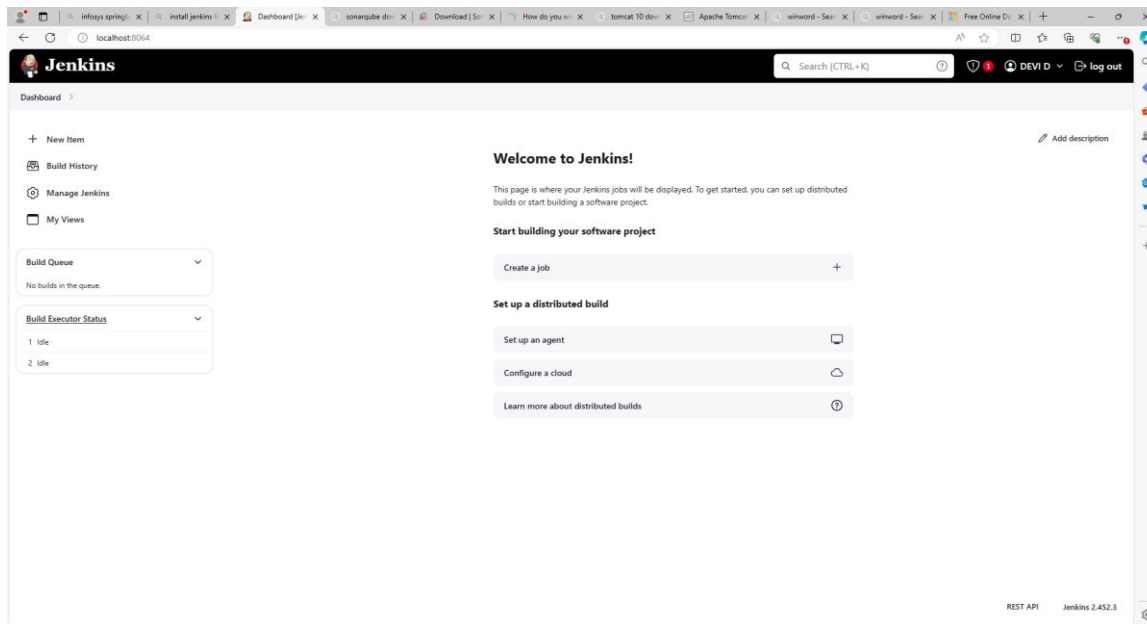 infosys springb
install jenkins f
Dashboard [Jen
sonarqube dow
Download | Son
How do you wo
tomcat 10 dow
Apache Tomcat
winword - Sear
winword - Sear
Free Online Do
localhost:8064
Jenkins
Search (CTRL+K)
1
DEVI D
log out
Dashboard
New Item
Build History
Manage Jenkins
My Views
Build Queue
No builds in the queue.
Build Executor Status
1 Idle
2 Idle
Add description
Welcome to Jenkins!
This page is where your Jenkins jobs will be displayed. To get started, you can set up distributed
builds or start building a software project.
Start building your software project
Create a job
Set up a distributed build
Set up an agent
Configure a cloud
Learn more about distributed builds
REST API Jenkins 2.452.3